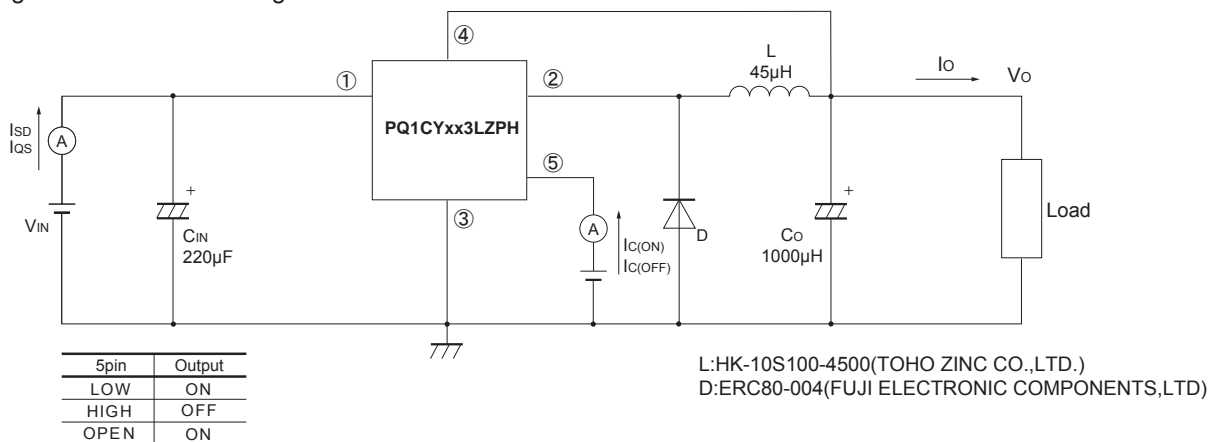 ④
L
45μH
IO
VO
①
②
PQ1CYxx3LZPH
ISD
IQS
A
⑤
+
+
VIN
CIN
220μF
③
A
IC(ON)
IC(OFF)
D
CO
1000μH
Load
5pin Output
LOW ON
HIGH OFF
OPEN ON
L:HK-10S100-4500(TOHO ZINC CO.,LTD.)
D:ERC80-004(FUJI ELECTRONIC COMPONENTS,LTD)